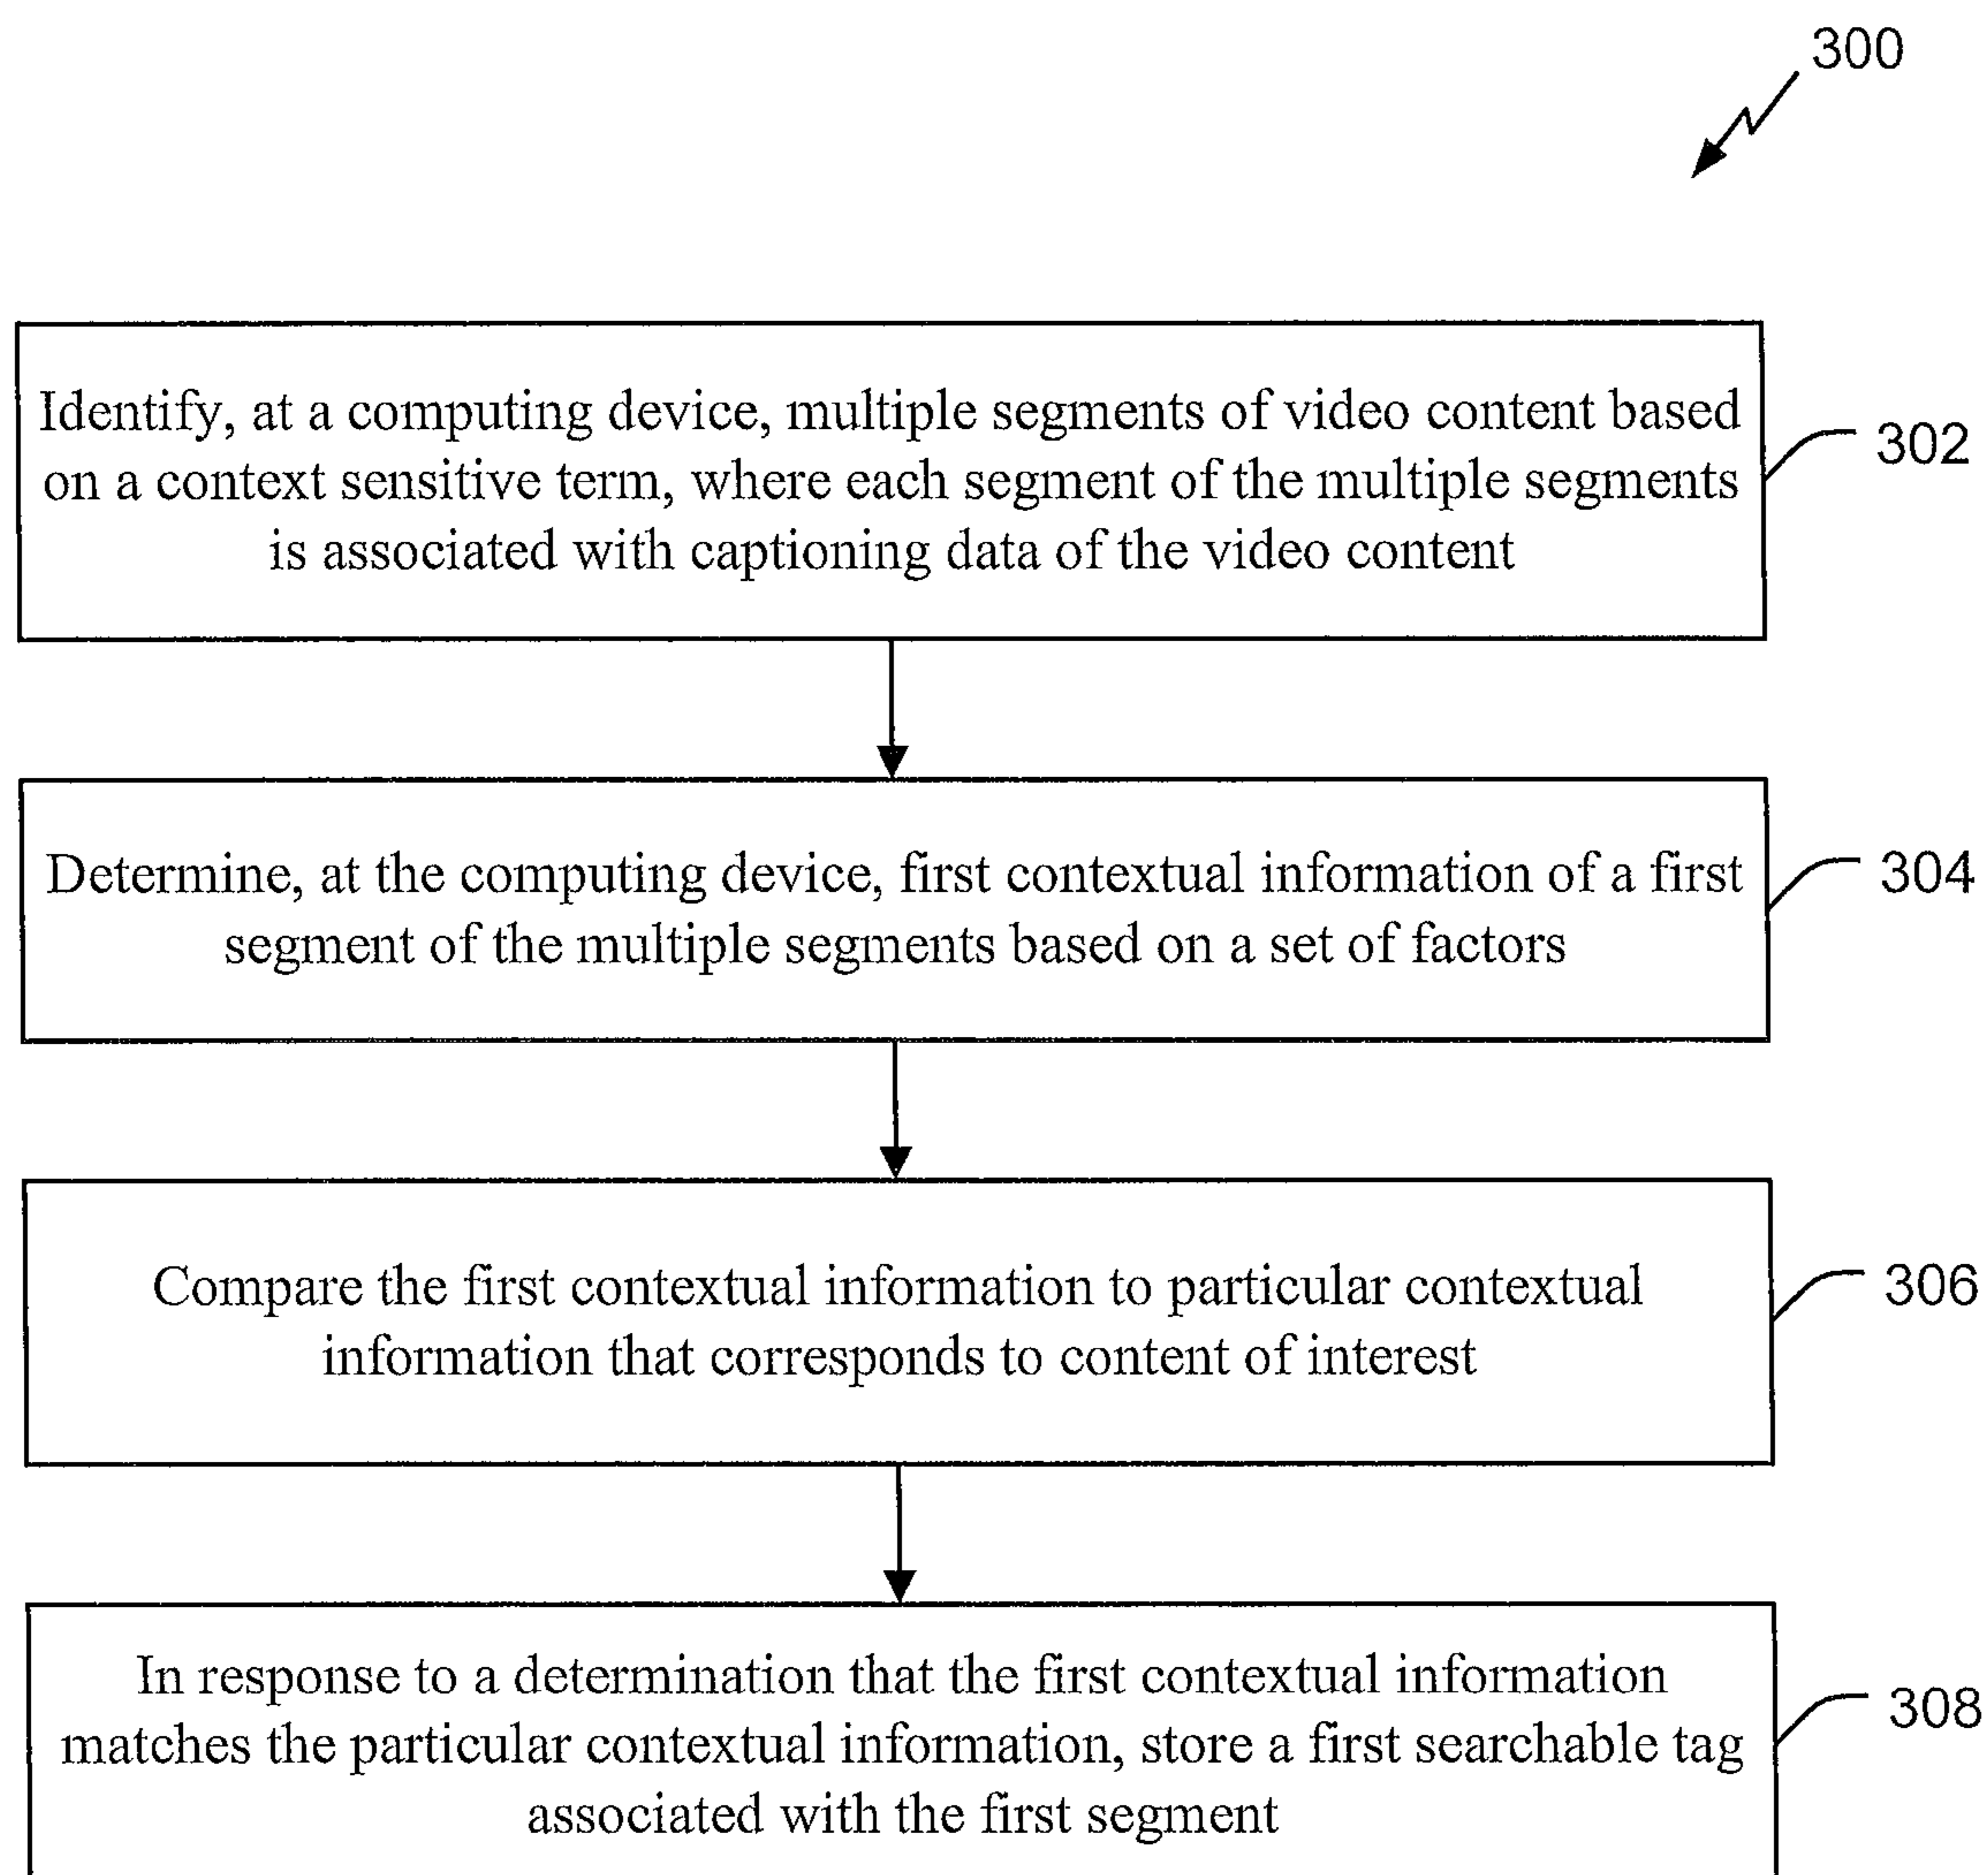 300
Identify, at a computing device, multiple segments of video content based
on a context sensitive term, where each segment of the multiple segments
is associated with captioning data of the video content
302
Determine, at the computing device, first contextual information of a first
segment of the multiple segments based on a set of factors
304
Compare the first contextual information to particular contextual
information that corresponds to content of interest
306
In response to a determination that the first contextual information
matches the particular contextual information, store a first searchable tag
associated with the first segment
308